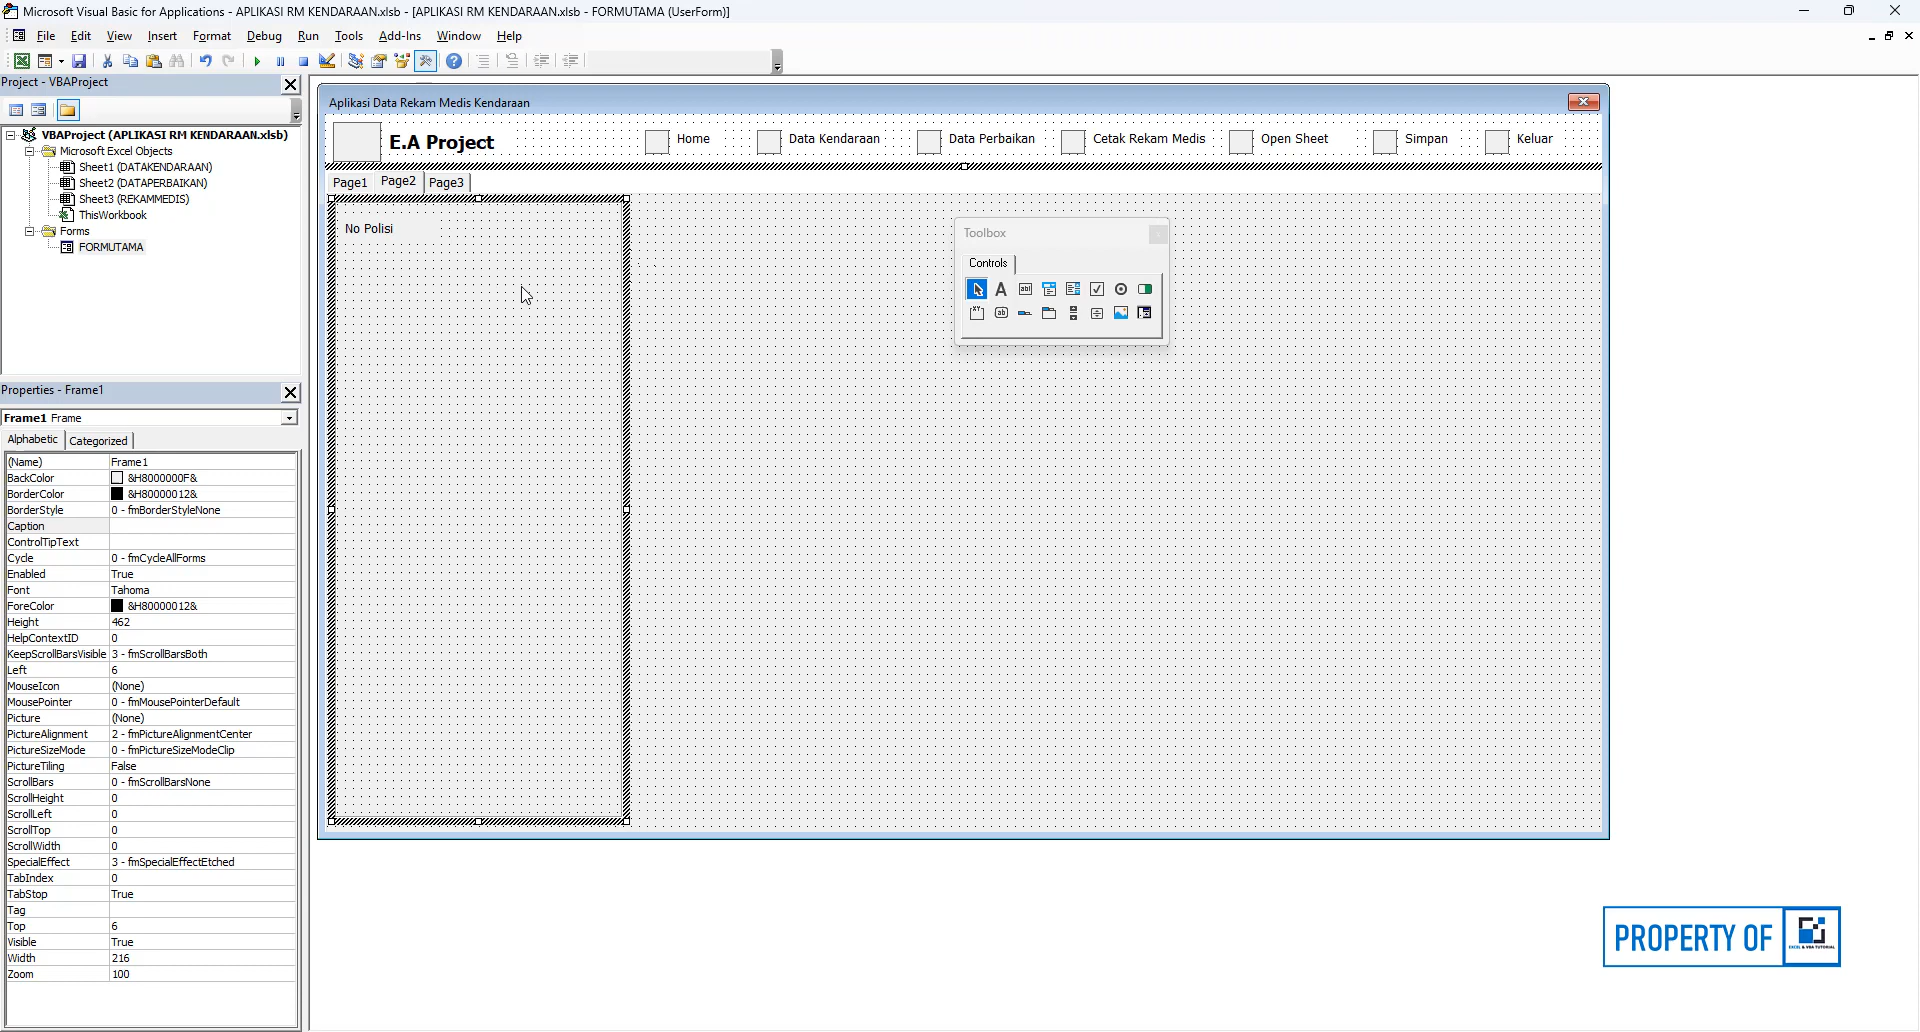 Microsoft Visual Basic for Applications - APLIKASI RM KENDARAAN.xlsb - [APLIKASI RM KENDARAAN.xlsb - FORMUTAMA (UserForm)]
File Edit View Insert Format Debug Run Tools Add-Ins Window Help
Project - VBAProject
VBAProject (APLIKASI RM KENDARAAN.xlsb)
Microsoft Excel Objects
Sheet1 (DATAKENDARAAN)
Sheet2 (DATAPERBAIKAN)
Sheet3 (REKAMMEDIS)
ThisWorkbook
Forms
FORMUTAMA
Properties - Frame1
Frame1 Frame
Alphabetic Categorized
(Name) Frame1
BackColor &H8000000F&
BorderColor &H80000012&
BorderStyle 0 - fmBorderStyleNone
Caption
ControlTipText
Cycle 0 - fmCycleAllForms
Enabled True
Font Tahoma
ForeColor &H80000012&
Height 462
HelpContextID 0
KeepScrollBarsVisible 3 - fmScrollBarsBoth
Left 6
MouseIcon (None)
MousePointer 0 - fmMousePointerDefault
Picture (None)
PictureAlignment 2 - fmPictureAlignmentCenter
PictureSizeMode 0 - fmPictureSizeModeClip
PictureTiling False
ScrollBars 0 - fmScrollBarsNone
ScrollHeight 0
ScrollLeft 0
ScrollTop 0
ScrollWidth 0
SpecialEffect 3 - fmSpecialEffectEtched
TabIndex 0
TabStop True
Tag
Top 6
Visible True
Width 216
Zoom 100
Aplikasi Data Rekam Medis Kendaraan
E.A Project Home Data Kendaraan Data Perbaikan Cetak Rekam Medis Open Sheet Simpan Keluar
Page1 Page2 Page3
No Polisi
Toolbox
Controls
PROPERTY OF
EXCEL & VBA TUTORIAL